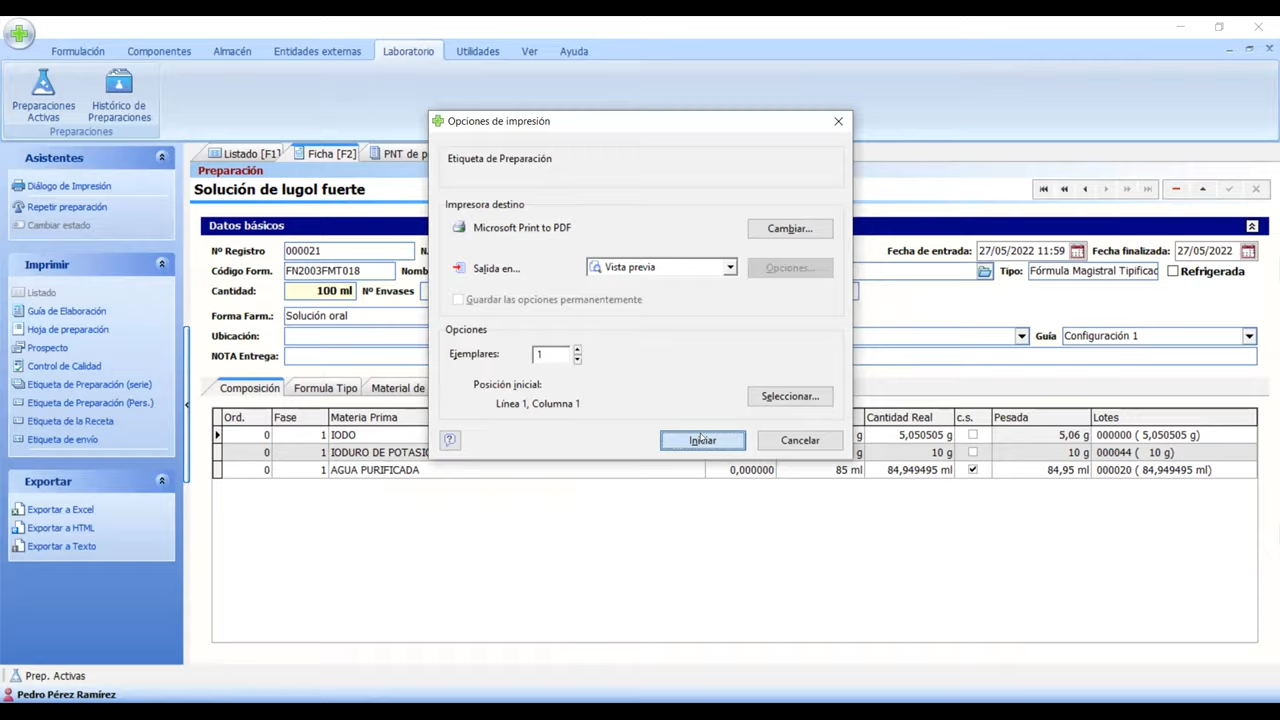 Formulación Componentes Almacén Entidades externas Laboratorio Utilidades Ver Ayuda
Preparaciones Activas
Histórico de Preparaciones
Preparaciones
Asistentes
Diálogo de Impresión
Repetir preparación
Cambiar estado
Imprimir
Listado
Guía de Elaboración
Hoja de preparación
Prospecto
Control de Calidad
Etiqueta de Preparación (serie)
Etiqueta de Preparación (Pers.)
Etiqueta de la Receta
Etiqueta de envío
Exportar
Exportar a Excel
Exportar a HTML
Exportar a Texto
Listado [F1] Ficha [F2] PNT de p
Preparación
Solución de lugol fuerte
Datos básicos
Nº Registro 000021 Fecha de entrada: 27/05/2022 11:59 Fecha finalizada: 27/05/2022
Código Form. FN2003FMT018 Tipo: Fórmula Magistral Tipificad Refrigerada
Cantidad: 100 ml Nº Envases
Forma Farm.: Solución oral
Ubicación: Guía Configuración 1
NOTA Entrega:
Composición Formula Tipo Material de
Ord. Fase Materia Prima Cantidad Real c.s. Pesada Lotes
0 1 IODO g 5,050505 g 5,06 g 000000 ( 5,050505 g)
0 1 IODURO DE POTASIO g 10 g 10 g 000044 ( 10 g)
0 1 AGUA PURIFICADA 0,000000 85 ml 84,949495 ml 84,95 ml 000020 ( 84,949495 ml)
Opciones de impresión
Etiqueta de Preparación
Impresora destino
Microsoft Print to PDF Cambiar...
Salida en... Vista previa Opciones...
Guardar las opciones permanentemente
Opciones
Ejemplares: 1
Posición inicial:
Línea 1, Columna 1 Seleccionar...
Iniciar Cancelar
Prep. Activas
Pedro Pérez Ramírez